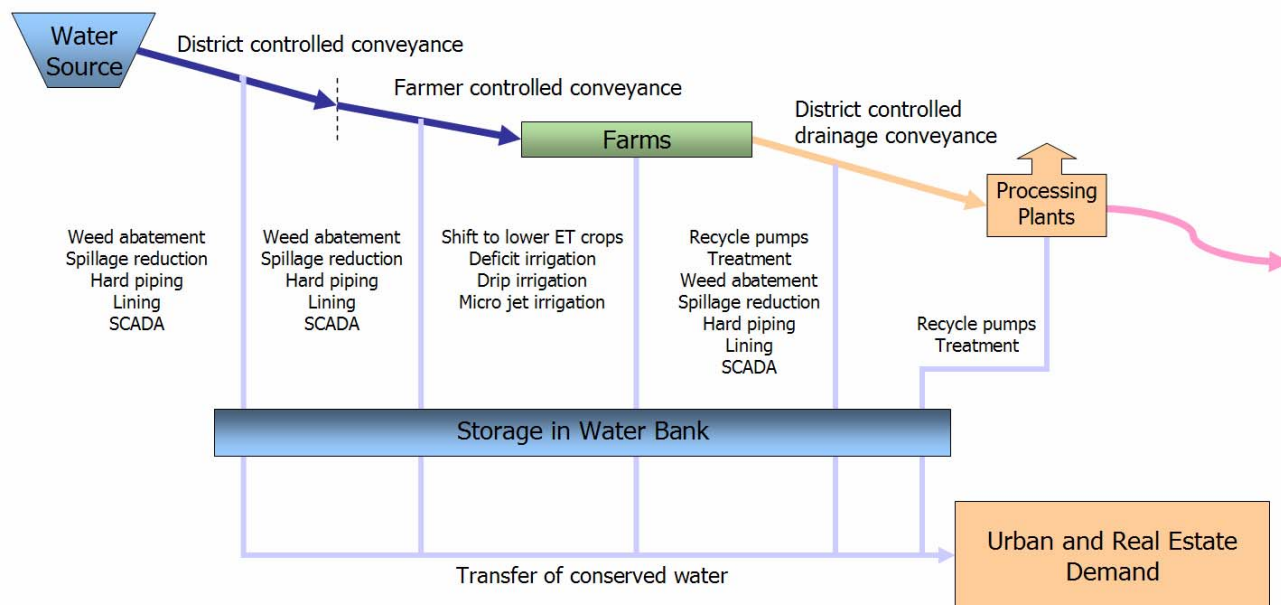 Water
Source
District controlled conveyance
Farmer controlled conveyance
Farms
District controlled
drainage conveyance
Processing
Plants
Weed abatement
Spillage reduction
Hard piping
Lining
SCADA
Weed abatement
Spillage reduction
Hard piping
Lining
SCADA
Shift to lower ET crops
Deficit irrigation
Drip irrigation
Micro jet irrigation
Recycle pumps
Treatment
Weed abatement
Spillage reduction
Hard piping
Lining
SCADA
Recycle pumps
Treatment
Storage in Water Bank
Transfer of conserved water
Urban and Real Estate
Demand